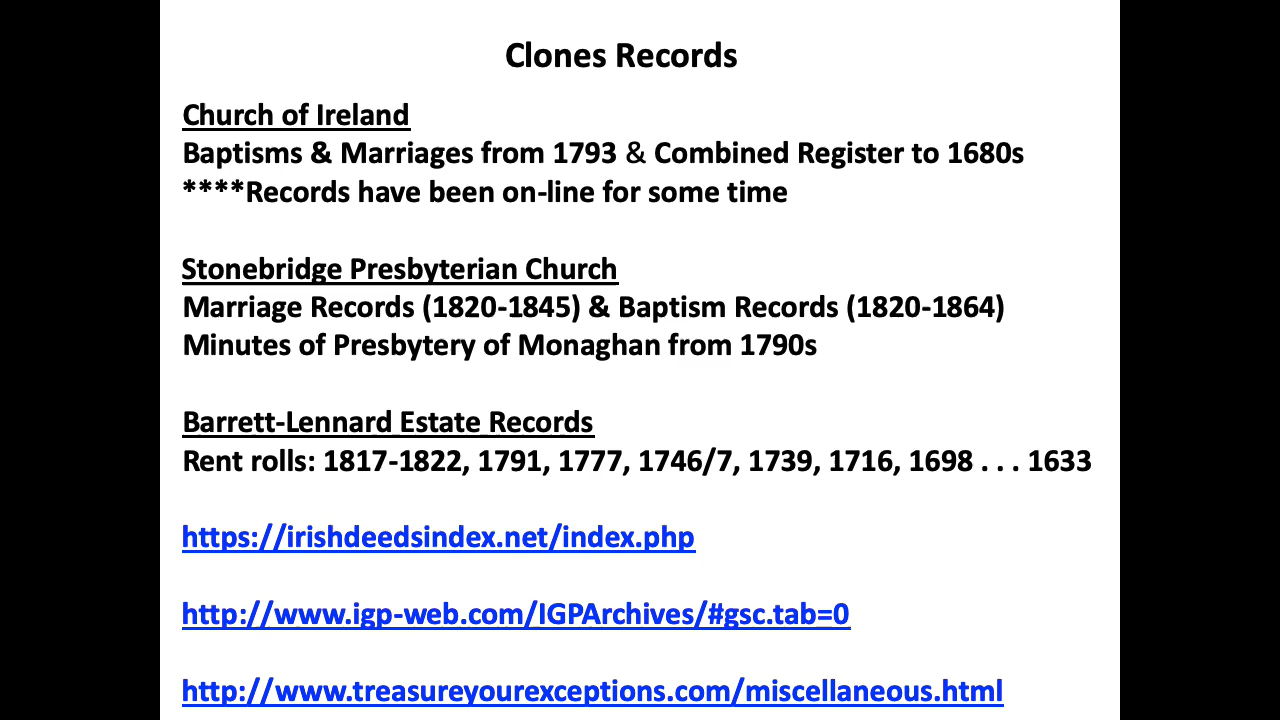 Clones Records
Church of Ireland
Baptisms & Marriages from 1793 & Combined Register to 1680s
****Records have been on-line for some time
Stonebridge Presbyterian Church
Marriage Records (1820-1845) & Baptism Records (1820-1864)
Minutes of Presbytery of Monaghan from 1790s
Barrett-Lennard Estate Records
Rent rolls: 1817-1822, 1791, 1777, 1746/7, 1739, 1716, 1698 . . . 1633
https://irishdeedsindex.net/index.php
http://www.igp-web.com/IGPArchives/#gsc.tab=0
http://www.treasureyourexceptions.com/miscellaneous.html